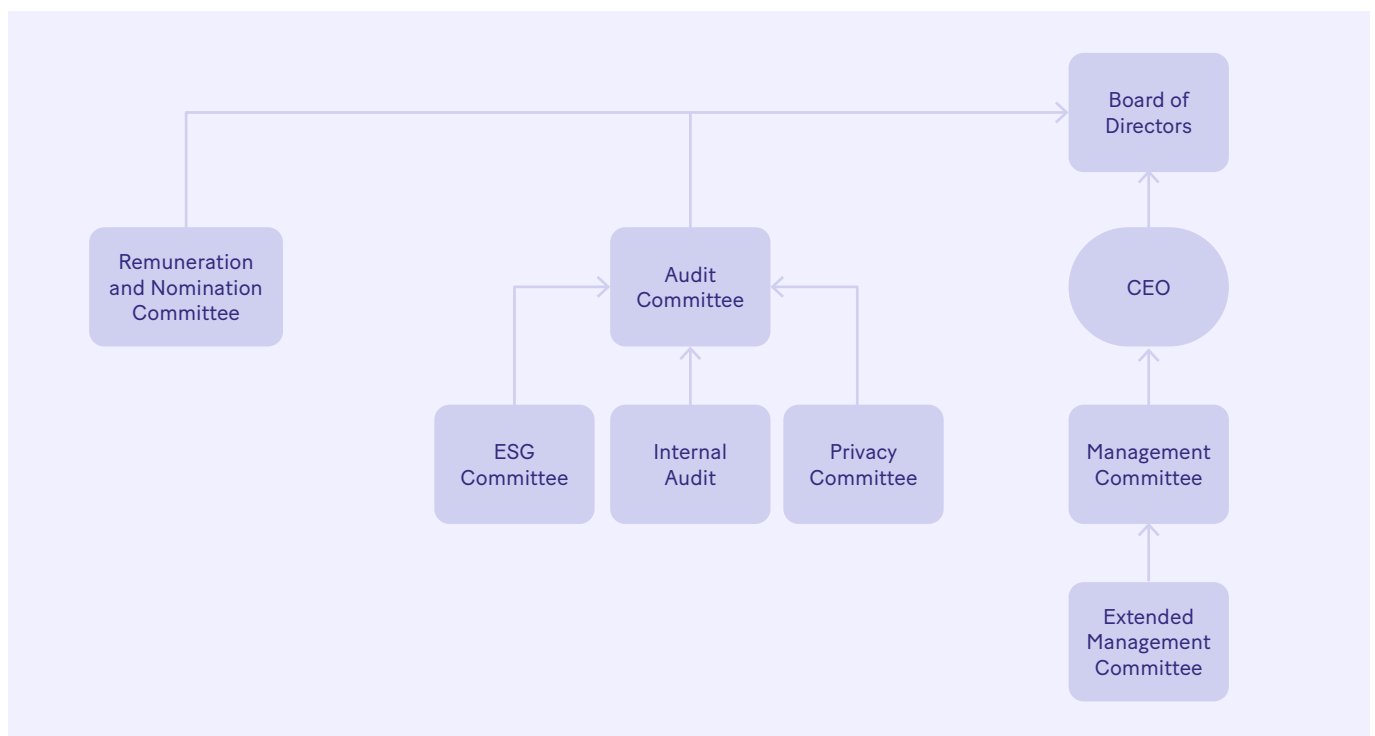 Board of
Directors
Remuneration
and Nomination
Committee
Audit
Committee
CEO
ESG
Committee
Internal
Audit
Privacy
Committee
Management
Committee
Extended
Management
Committee